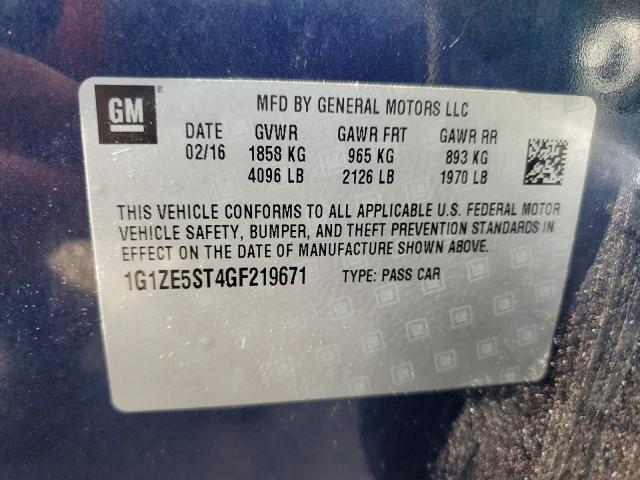 GM
MFD BY GENERAL MOTORS LLC
DATE GVWR GAWR FRT GAWR RR
02/16 1858 KG 965 KG 893 KG
4096 LB 2126 LB 1970 LB
THIS VEHICLE CONFORMS TO ALL APPLICABLE U.S. FEDERAL MOTOR
VEHICLE SAFETY, BUMPER, AND THEFT PREVENTION STANDARDS IN
EFFECT ON THE DATE OF MANUFACTURE SHOWN ABOVE.
1G1ZE5ST4GF219671 TYPE: PASS CAR